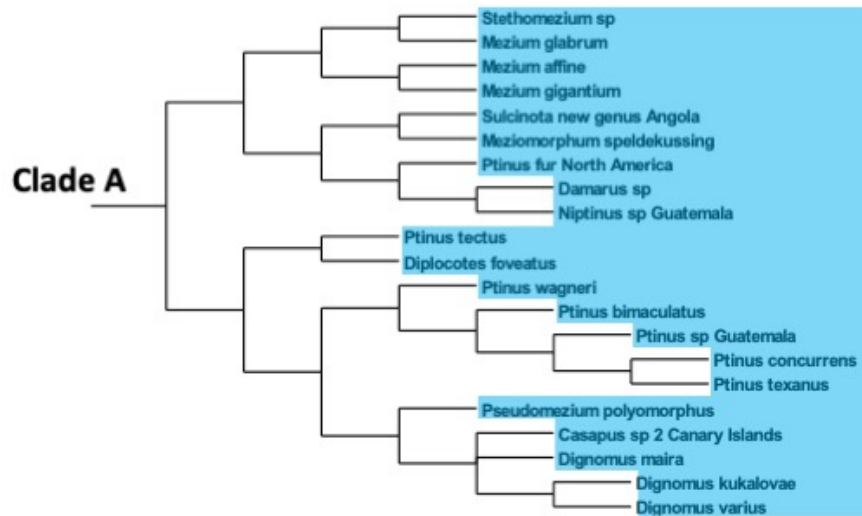 Stethomezium sp
Mezium glabrum
Mezium affine
Mezium gigantium
Sulcinota new genus Angola
Meziomorphum speldekussing
Ptinus fur North America
Clade A
Damarus sp
Niptinus sp Guatemala
Ptinus tectus
Diplocotes foveatus
Ptinus wagneri
Ptinus bimaculatus
Ptinus sp Guatemala
Ptinus concurrens
Ptinus texanus
Pseudomezium polyomorphus
Casapus sp 2 Canary Islands
Dignomus maira
Dignomus kukalovae
Dignomus varius